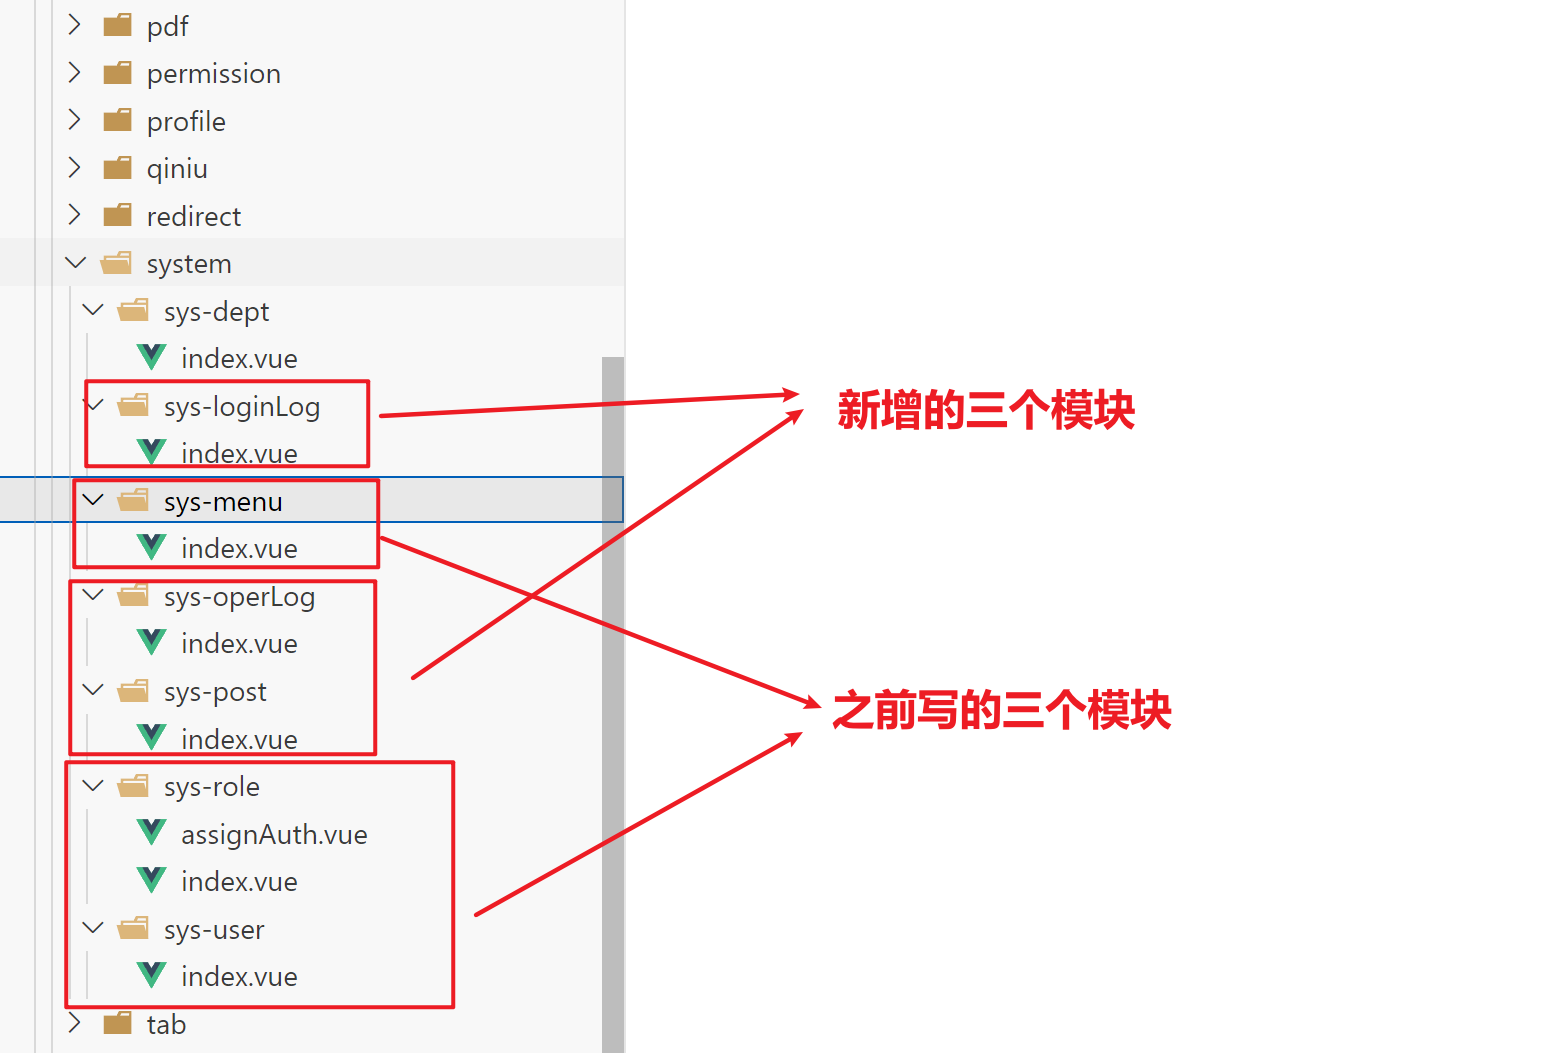 pdf
permission
profile
qiniu
redirect
system
sys-dept
index.vue
sys-loginLog
index.vue
sys-menu
index.vue
sys-operLog
index.vue
sys-post
index.vue
sys-role
assignAuth.vue
index.vue
sys-user
index.vue
tab
新增的三个模块
之前写的三个模块